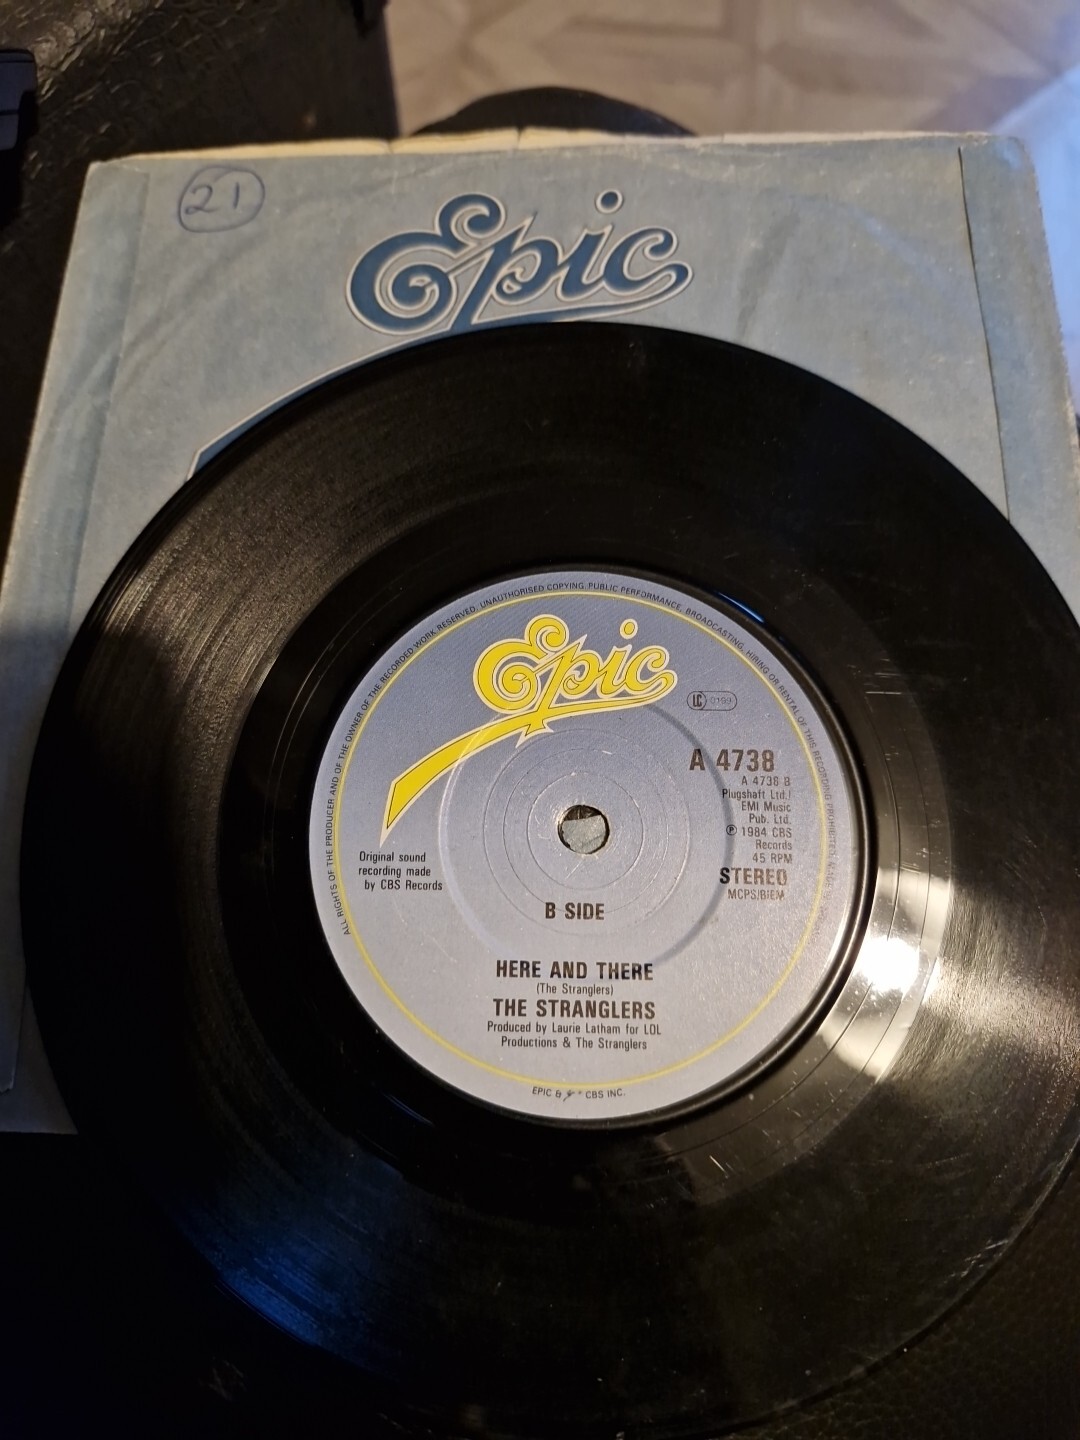 21
Epic
ALL RIGHTS OF THE PRODUCER AND OF THE OWNER OF THE RECORDED WORK RESERVED. UNAUTHORISED COPYING, PUBLIC PERFORMANCE, BROADCASTING, HIRING OR RENTAL OF THIS RECORDING PROHIBITED.
Epic
LC 0199
A 4738
A 4738 B
Plugshaft Ltd./
EMI Music
Pub. Ltd.
℗ 1984 CBS
Records
45 RPM
STEREO
MCPS/BIEM
Original sound
recording made
by CBS Records
B SIDE
HERE AND THERE
(The Stranglers)
THE STRANGLERS
Produced by Laurie Latham for LOL
Productions & The Stranglers
EPIC & CBS INC.